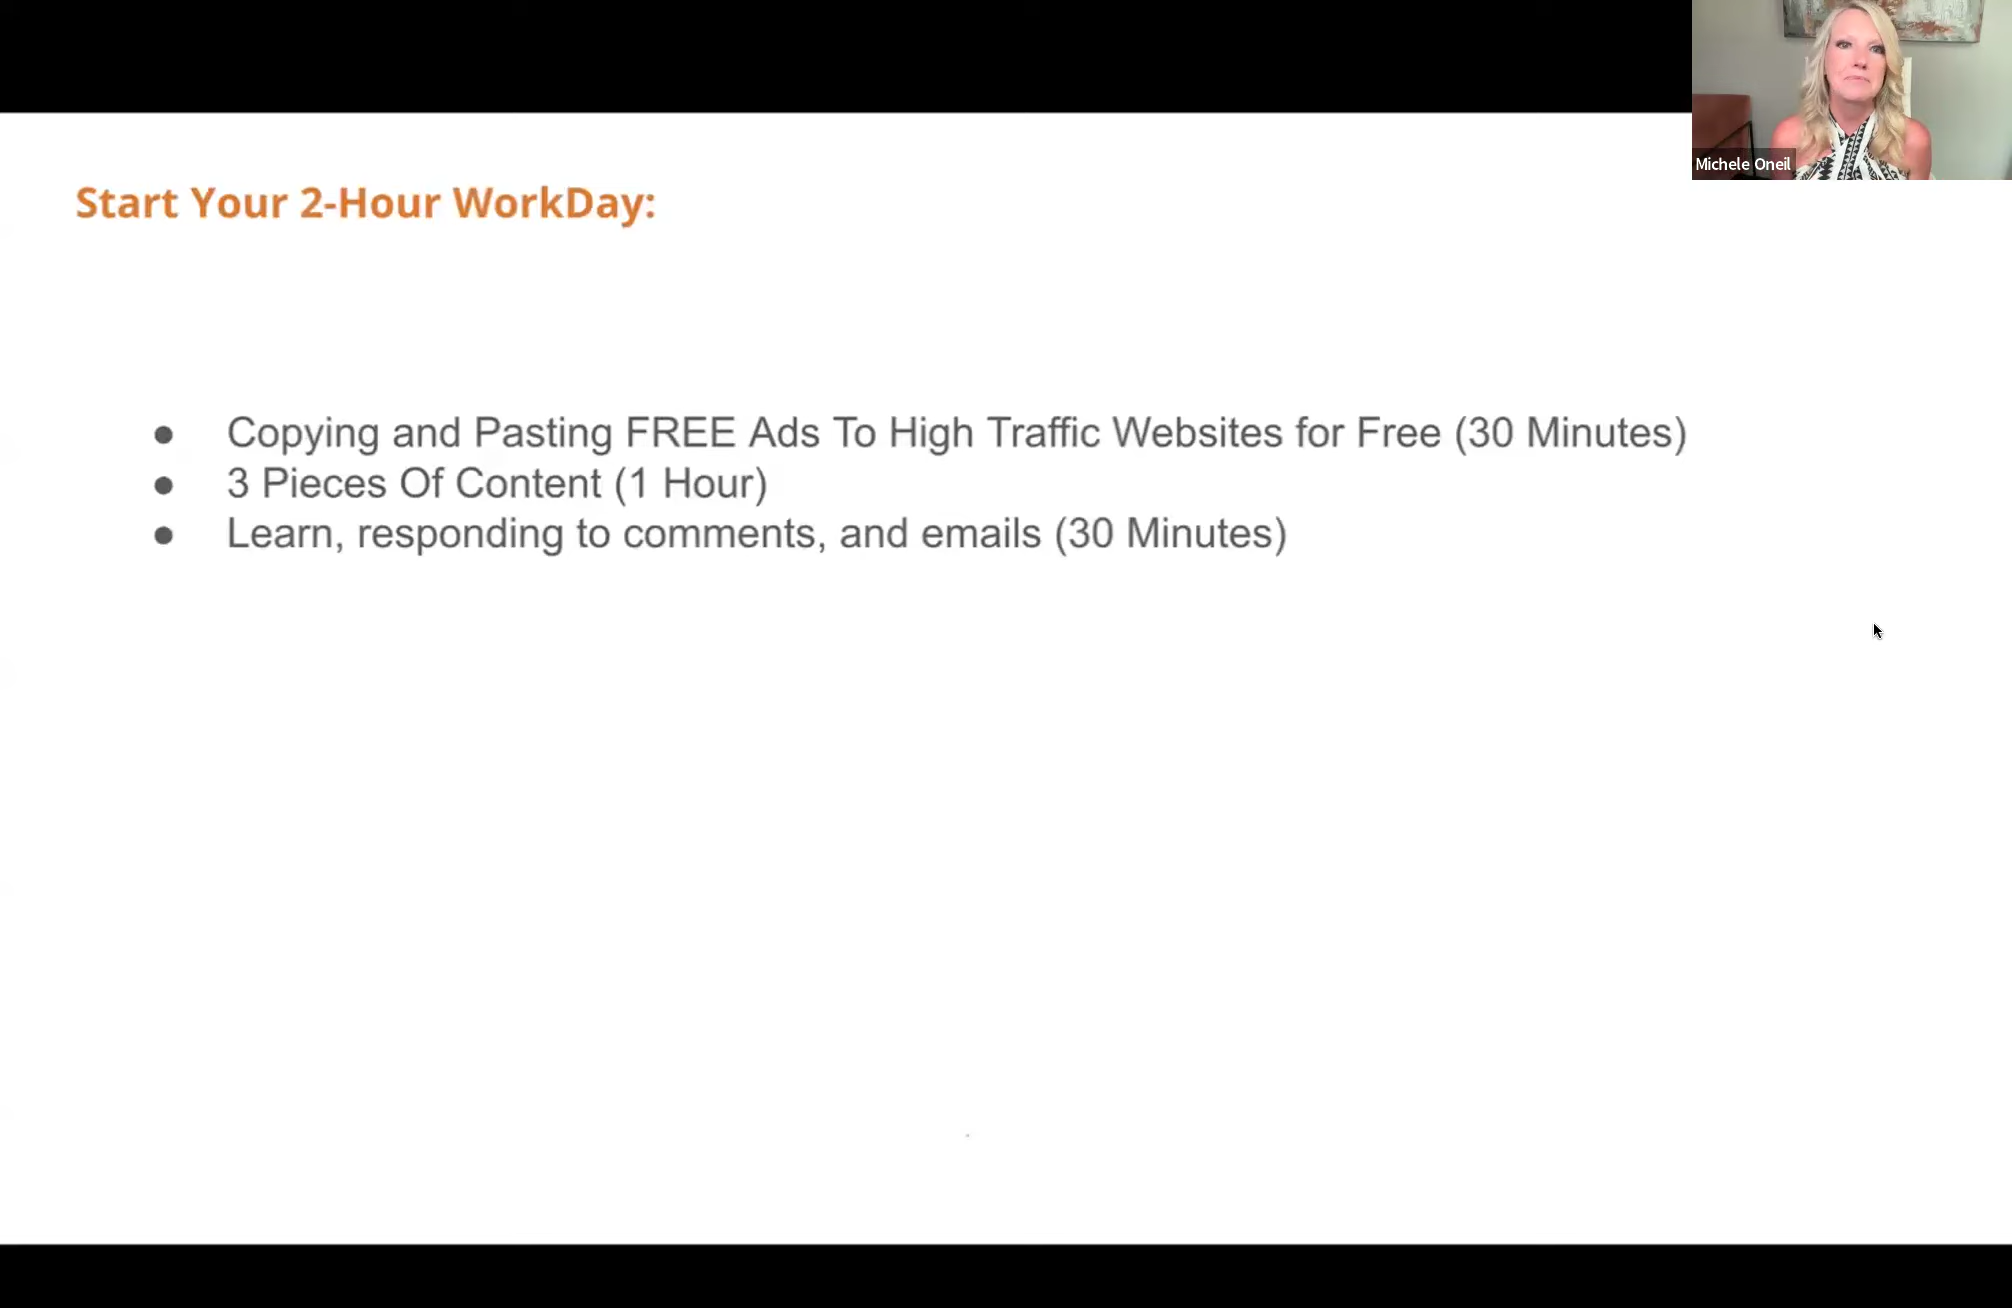 Michele Oneil
Start Your 2-Hour WorkDay:
● Copying and Pasting FREE Ads To High Traffic Websites for Free (30 Minutes)
● 3 Pieces Of Content (1 Hour)
● Learn, responding to comments, and emails (30 Minutes)